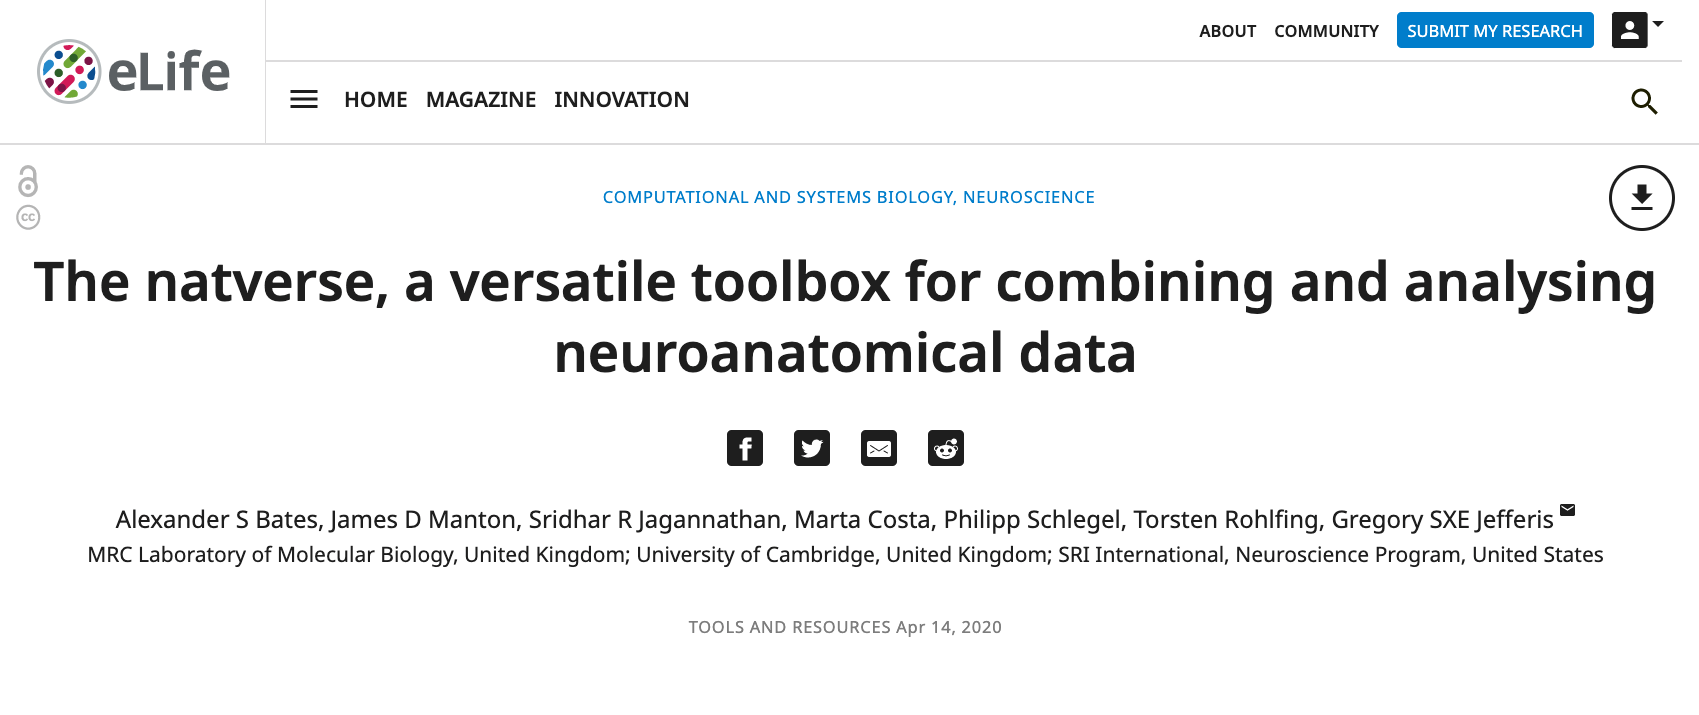 eLife
ABOUT COMMUNITY SUBMIT MY RESEARCH
HOME MAGAZINE INNOVATION
cc
COMPUTATIONAL AND SYSTEMS BIOLOGY, NEUROSCIENCE
The natverse, a versatile toolbox for combining and analysing
neuroanatomical data
Alexander S Bates, James D Manton, Sridhar R Jagannathan, Marta Costa, Philipp Schlegel, Torsten Rohlfing, Gregory SXE Jefferis
MRC Laboratory of Molecular Biology, United Kingdom; University of Cambridge, United Kingdom; SRI International, Neuroscience Program, United States
TOOLS AND RESOURCES Apr 14, 2020